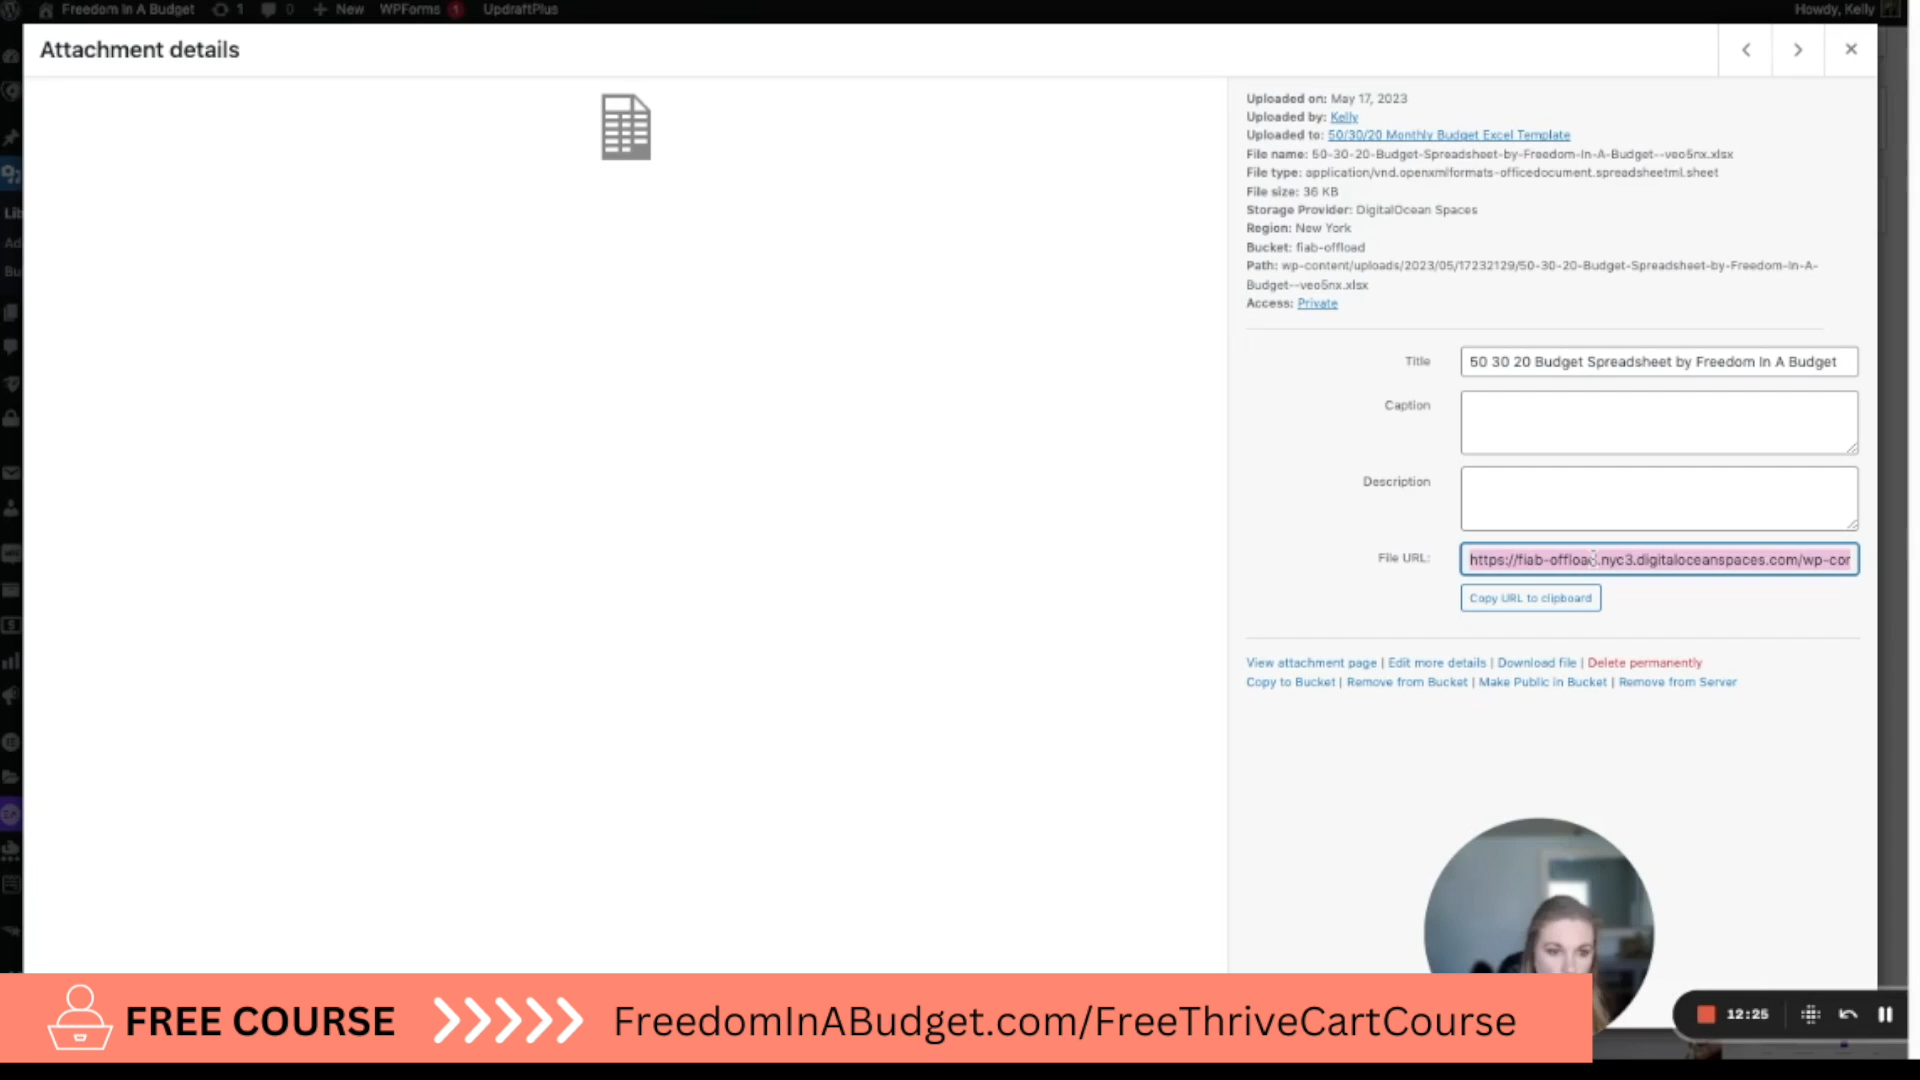 Freedom In A Budget 1 0 New WPForms 1 UpdraftPlus Howdy, Kelly
Attachment details
Uploaded on: May 17, 2023
Uploaded by: Kelly
Uploaded to: 50/30/20 Monthly Budget Excel Template
File name: 50-30-20-Budget-Spreadsheet-by-Freedom-In-A-Budget--veo5nx.xlsx
File type: application/vnd.openxmlformats-officedocument.spreadsheetml.sheet
File size: 36 KB
Storage Provider: DigitalOcean Spaces
Region: New York
Bucket: fiab-offload
Path: wp-content/uploads/2023/05/17232129/50-30-20-Budget-Spreadsheet-by-Freedom-In-A-
Budget--veo5nx.xlsx
Access: Private
Title 50 30 20 Budget Spreadsheet by Freedom In A Budget
Caption
Description
File URL: https://fiab-offload.nyc3.digitaloceanspaces.com/wp-cor
Copy URL to clipboard
View attachment page | Edit more details | Download file | Delete permanently
Copy to Bucket | Remove from Bucket | Make Public in Bucket | Remove from Server
Lib
Ad
Bu
FREE COURSE FreedomInABudget.com/FreeThriveCartCourse
12:25